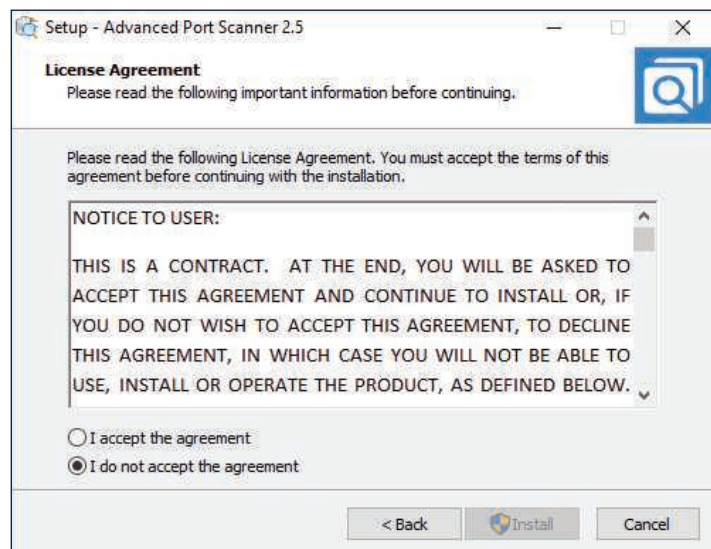 Setup - Advanced Port Scanner 2.5
License Agreement
Please read the following important information before continuing.
Please read the following License Agreement. You must accept the terms of this
agreement before continuing with the installation.
NOTICE TO USER:
THIS IS A CONTRACT. AT THE END, YOU WILL BE ASKED TO
ACCEPT THIS AGREEMENT AND CONTINUE TO INSTALL OR, IF
YOU DO NOT WISH TO ACCEPT THIS AGREEMENT, TO DECLINE
THIS AGREEMENT, IN WHICH CASE YOU WILL NOT BE ABLE TO
USE, INSTALL OR OPERATE THE PRODUCT, AS DEFINED BELOW.
I accept the agreement
I do not accept the agreement
< Back Install Cancel